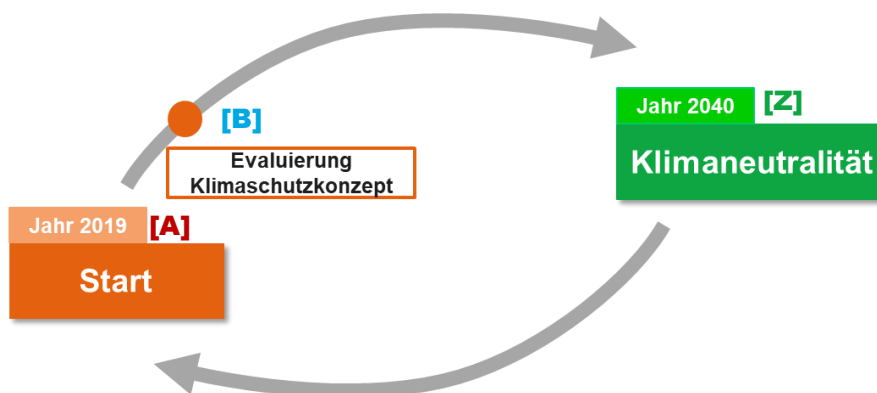 Jahr 2040 [Z]
Klimaneutralität
[B]
Evaluierung
Klimaschutzkonzept
Jahr 2019 [A]
Start